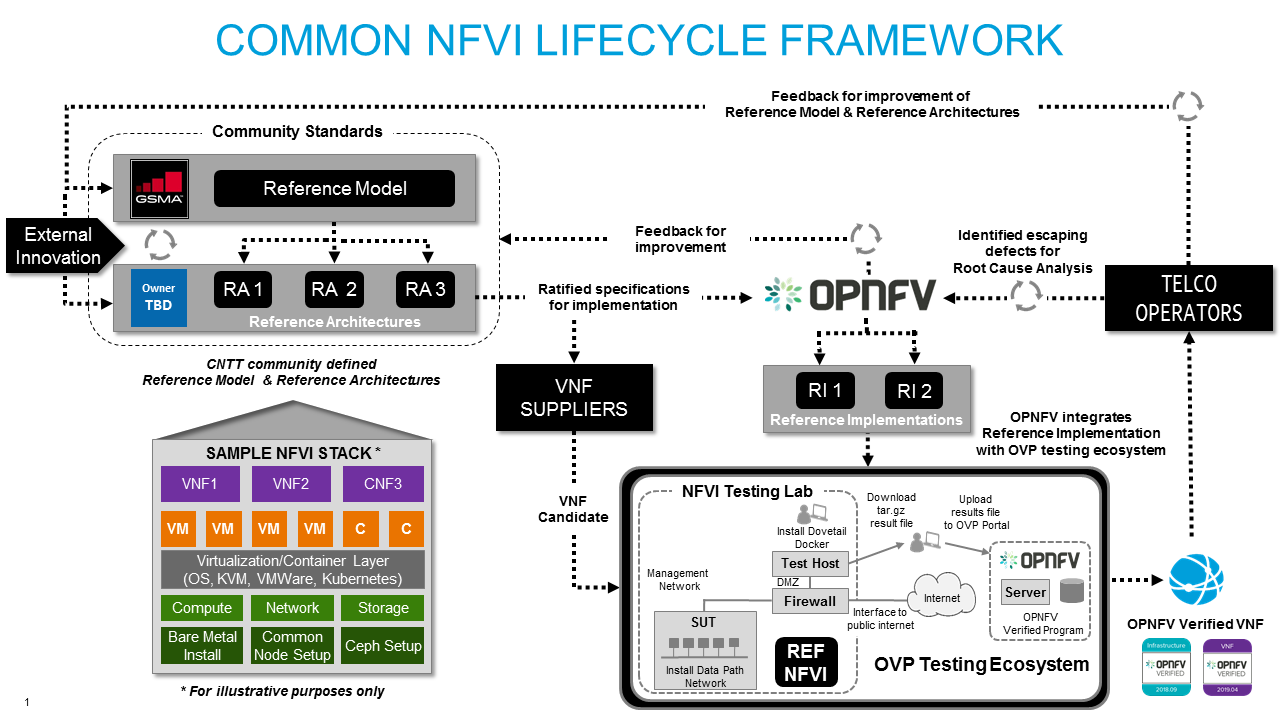 COMMON NFVI LIFECYCLE FRAMEWORK
Feedback for improvement of
Reference Model & Reference Architectures
Community Standards
GSMA
Reference Model
External
Innovation
Owner
TBD
RA 1
RA 2
RA 3
Reference Architectures
CNTT community defined
Reference Model & Reference Architectures
Feedback for
improvement
Ratified specifications
for implementation
OPNFV
Identified escaping
defects for
Root Cause Analysis
TELCO
OPERATORS
VNF
SUPPLIERS
RI 1
RI 2
Reference Implementations
OPNFV integrates
Reference Implementation
with OVP testing ecosystem
VNF
Candidate
SAMPLE NFVI STACK *
VNF1
VNF2
CNF3
VM
VM
VM
VM
C
C
Virtualization/Container Layer
(OS, KVM, VMWare, Kubernetes)
Compute
Network
Storage
Bare Metal
Install
Common
Node Setup
Ceph Setup
* For illustrative purposes only
NFVI Testing Lab
Install Dovetail
Docker
Test Host
DMZ
Firewall
Management
Network
SUT
Install Data Path
Network
REF
NFVI
Download
tar.gz
result file
Upload
results file
to OVP Portal
Internet
Interface to
public internet
OPNFV
Server
OPNFV
Verified Program
OVP Testing Ecosystem
OPNFV Verified VNF
Infrastructure
OPNFV
VERIFIED
2018.09
VNF
OPNFV
VERIFIED
2019.04
1